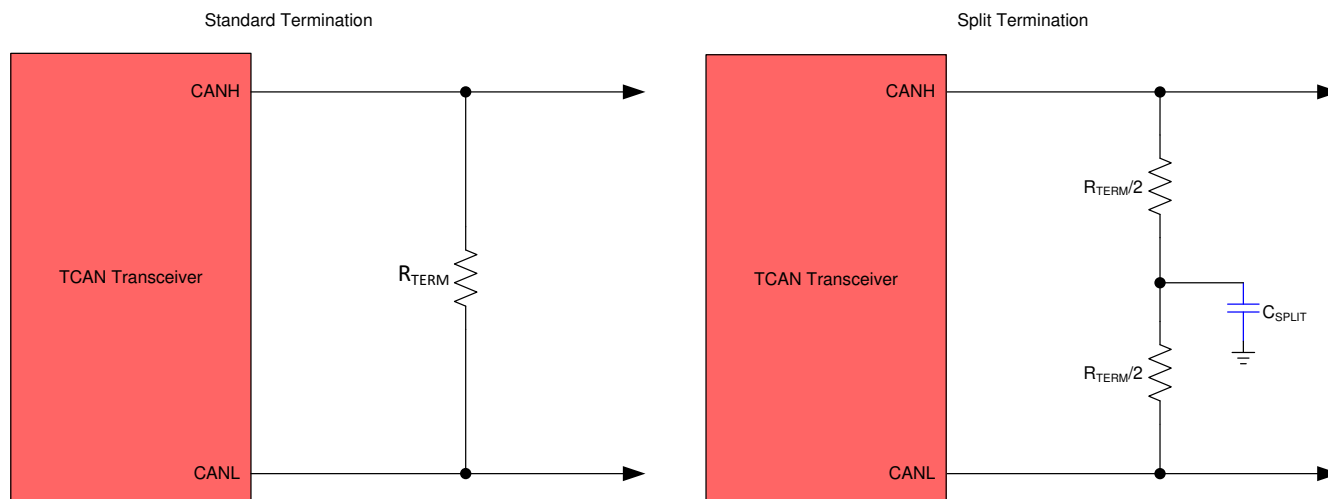 Standard Termination
CANH
TCAN Transceiver
RTERM
CANL
Split Termination
CANH
RTERM/2
TCAN Transceiver
CSPLIT
RTERM/2
CANL